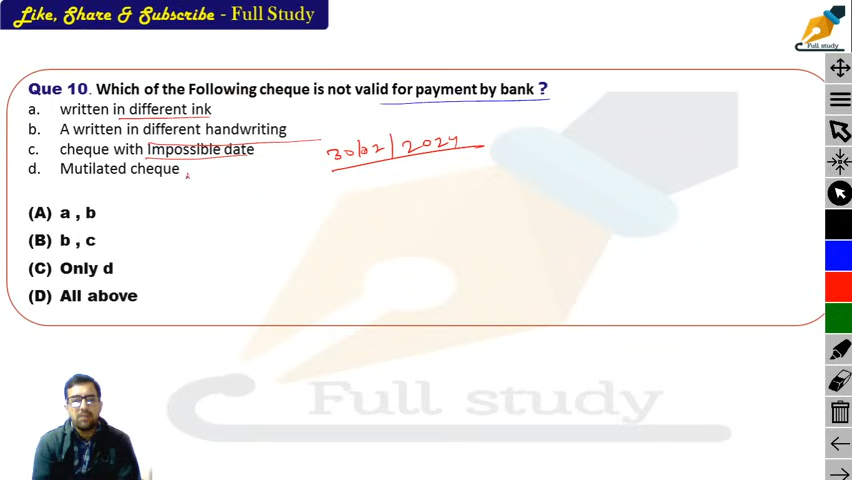 Like, Share & Subscribe - Full Study
Full study
Que 10. Which of the Following cheque is not valid for payment by bank ?
a. written in different ink
b. A written in different handwriting
c. cheque with Impossible date
30/02/2024
d. Mutilated cheque
(A) a , b
(B) b , c
(C) Only d
(D) All above
Full study